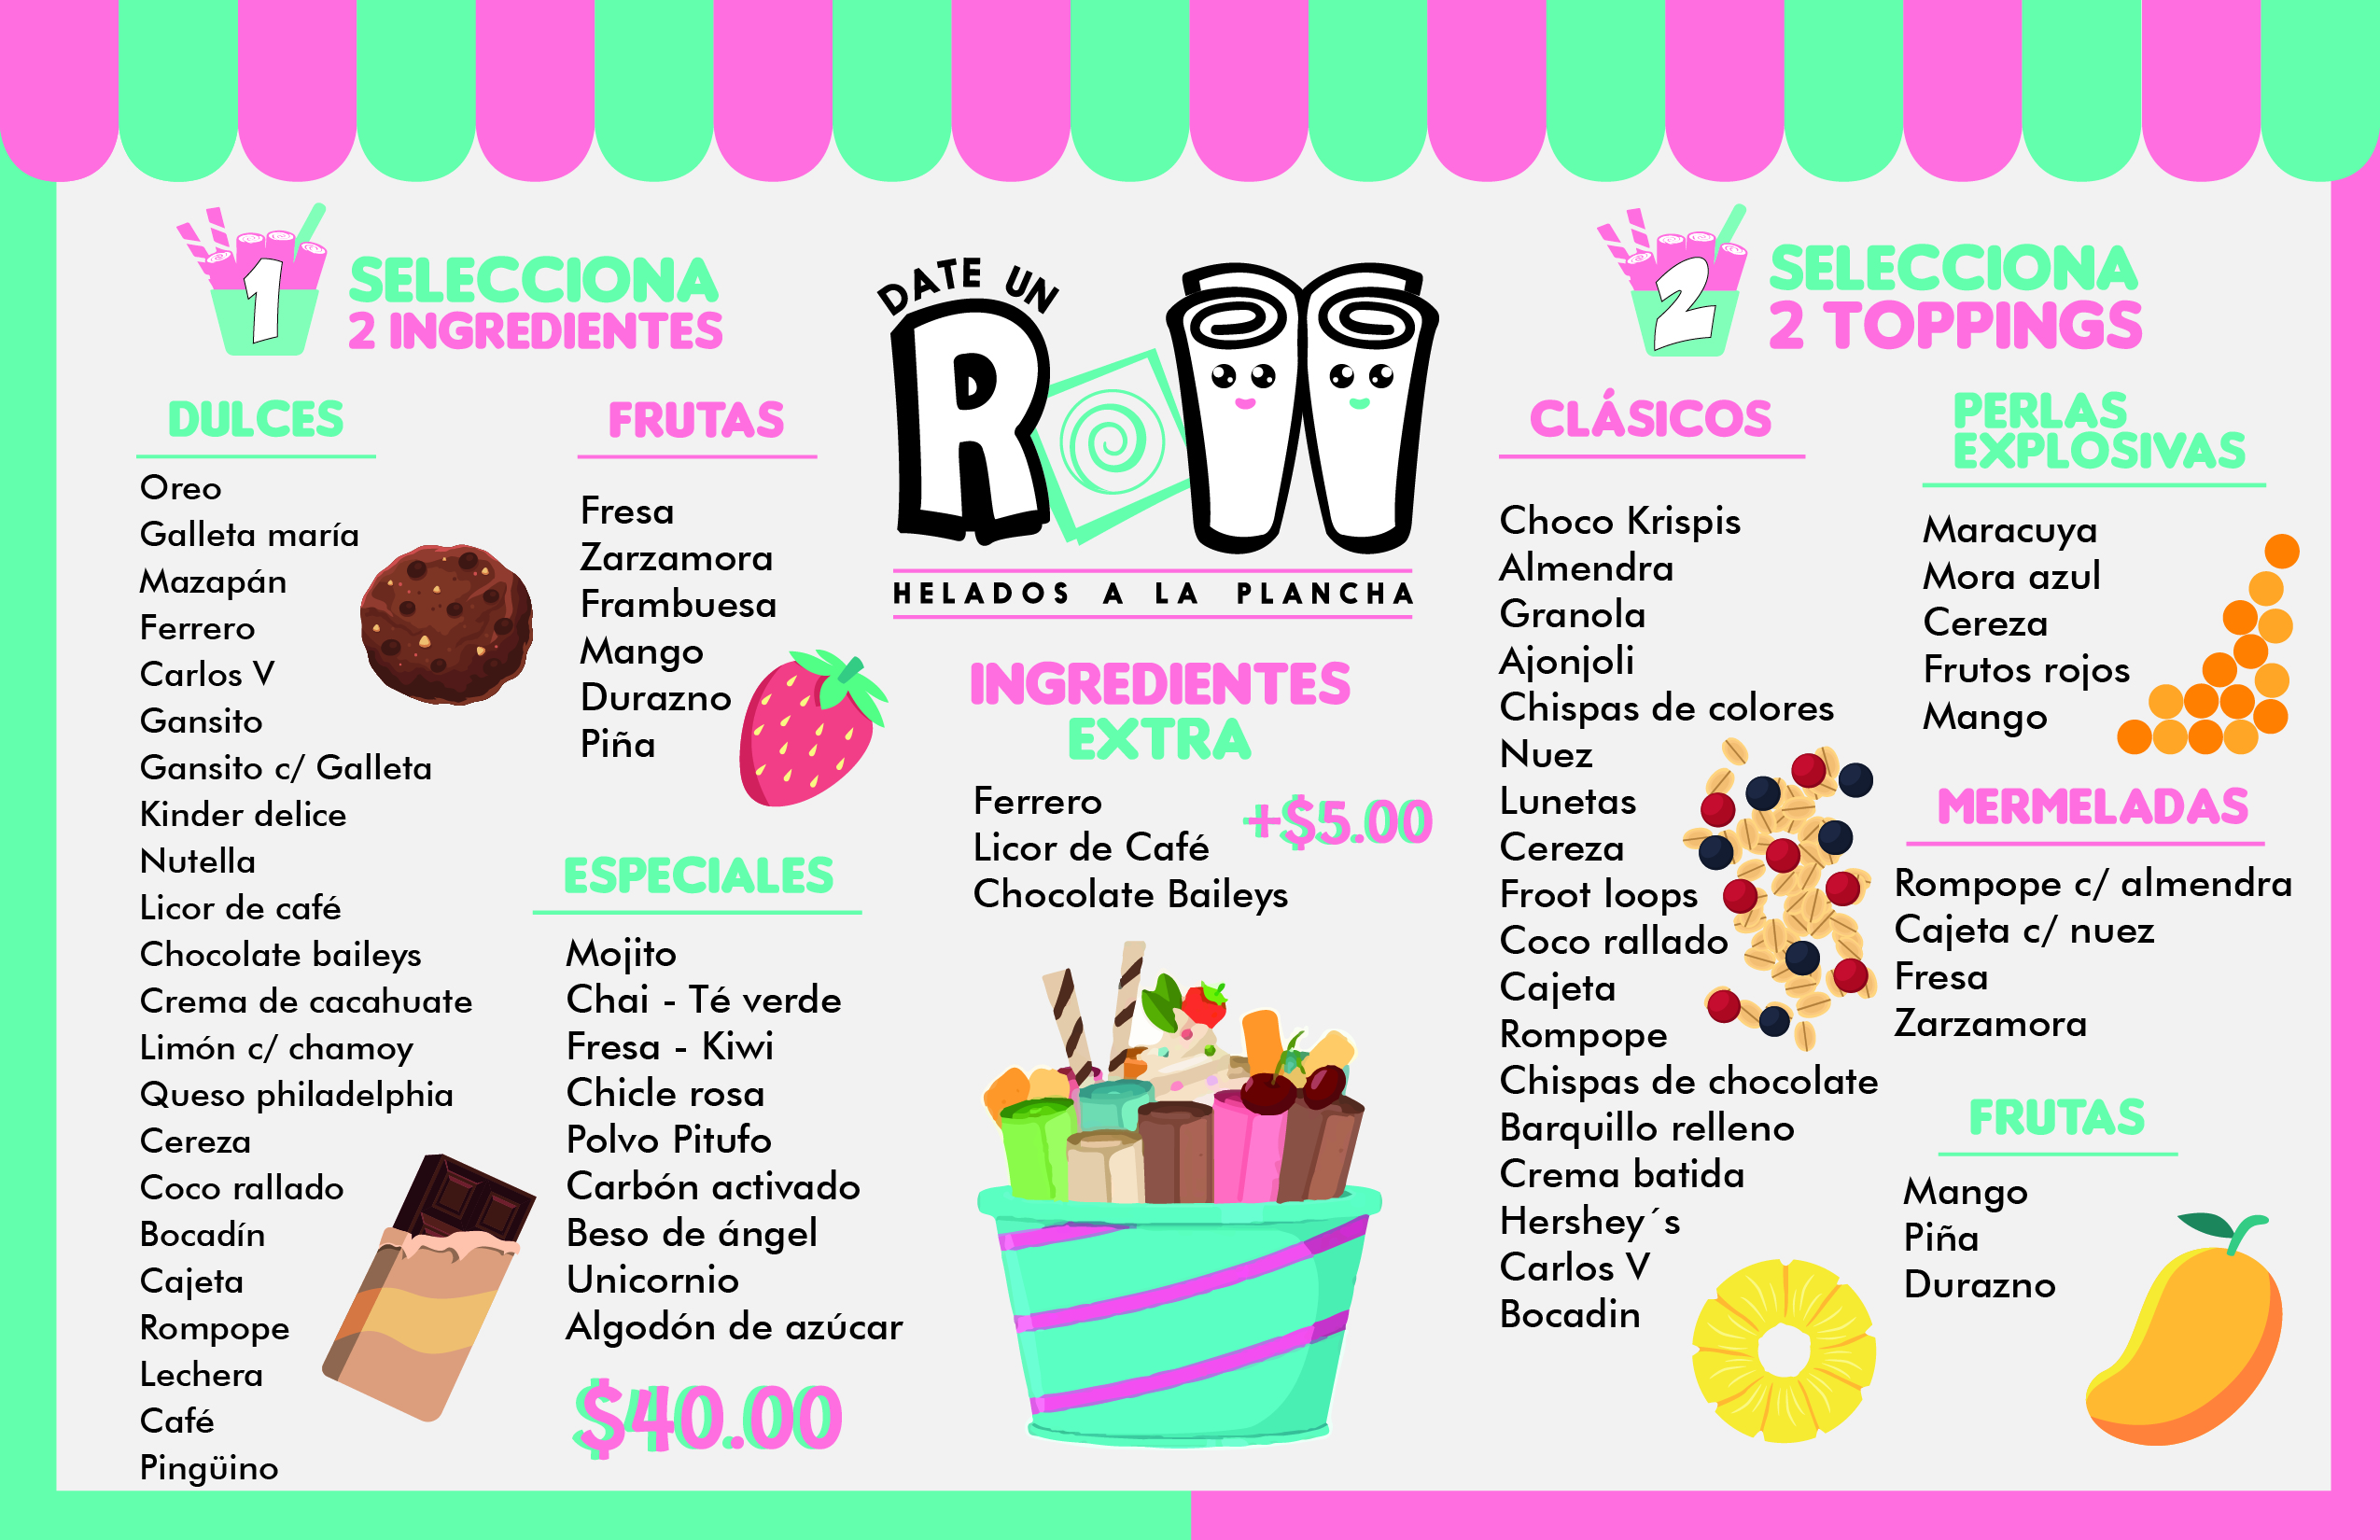 1
SELECCIONA
2 INGREDIENTES
DULCES
Oreo
Galleta maría
Mazapán
Ferrero
Carlos V
Gansito
Gansito c/ Galleta
Kinder delice
Nutella
Licor de café
Chocolate baileys
Crema de cacahuate
Limón c/ chamoy
Queso philadelphia
Cereza
Coco rallado
Bocadín
Cajeta
Rompope
Lechera
Café
Pingüino
FRUTAS
Fresa
Zarzamora
Frambuesa
Mango
Durazno
Piña
ESPECIALES
Mojito
Chai - Té verde
Fresa - Kiwi
Chicle rosa
Polvo Pitufo
Carbón activado
Beso de ángel
Unicornio
Algodón de azúcar
$40.00
DATE UN
ROLL
HELADOS A LA PLANCHA
INGREDIENTES
EXTRA
Ferrero
Licor de Café
Chocolate Baileys
+$5.00
2
SELECCIONA
2 TOPPINGS
CLÁSICOS
Choco Krispis
Almendra
Granola
Ajonjoli
Chispas de colores
Nuez
Lunetas
Cereza
Froot loops
Coco rallado
Cajeta
Rompope
Chispas de chocolate
Barquillo relleno
Crema batida
Hershey´s
Carlos V
Bocadin
PERLAS
EXPLOSIVAS
Maracuya
Mora azul
Cereza
Frutos rojos
Mango
MERMELADAS
Rompope c/ almendra
Cajeta c/ nuez
Fresa
Zarzamora
FRUTAS
Mango
Piña
Durazno